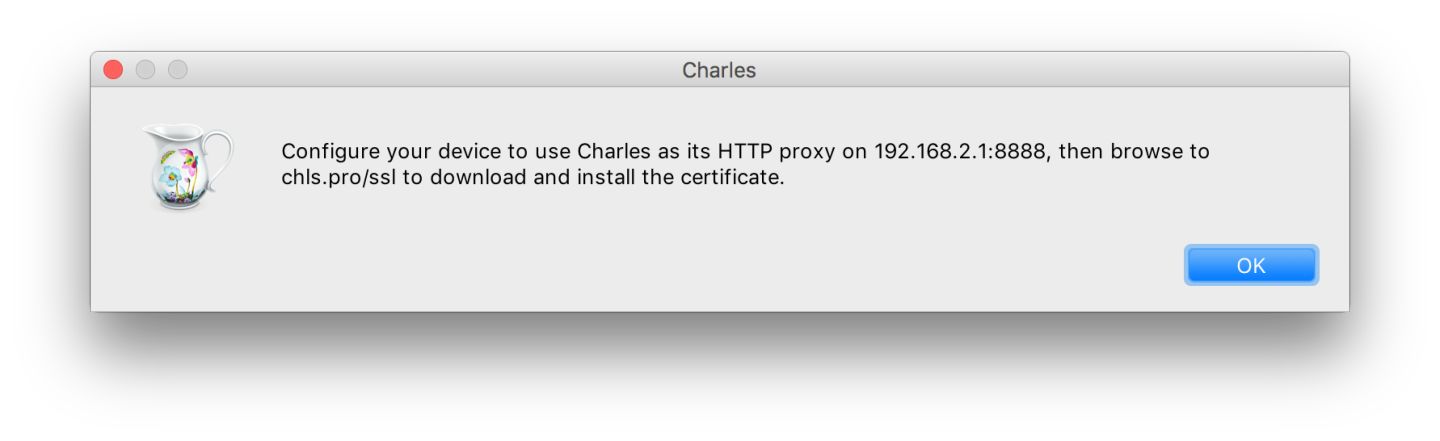 Charles
Configure your device to use Charles as its HTTP proxy on 192.168.2.1:8888, then browse to
chls.pro/ssl to download and install the certificate.
OK